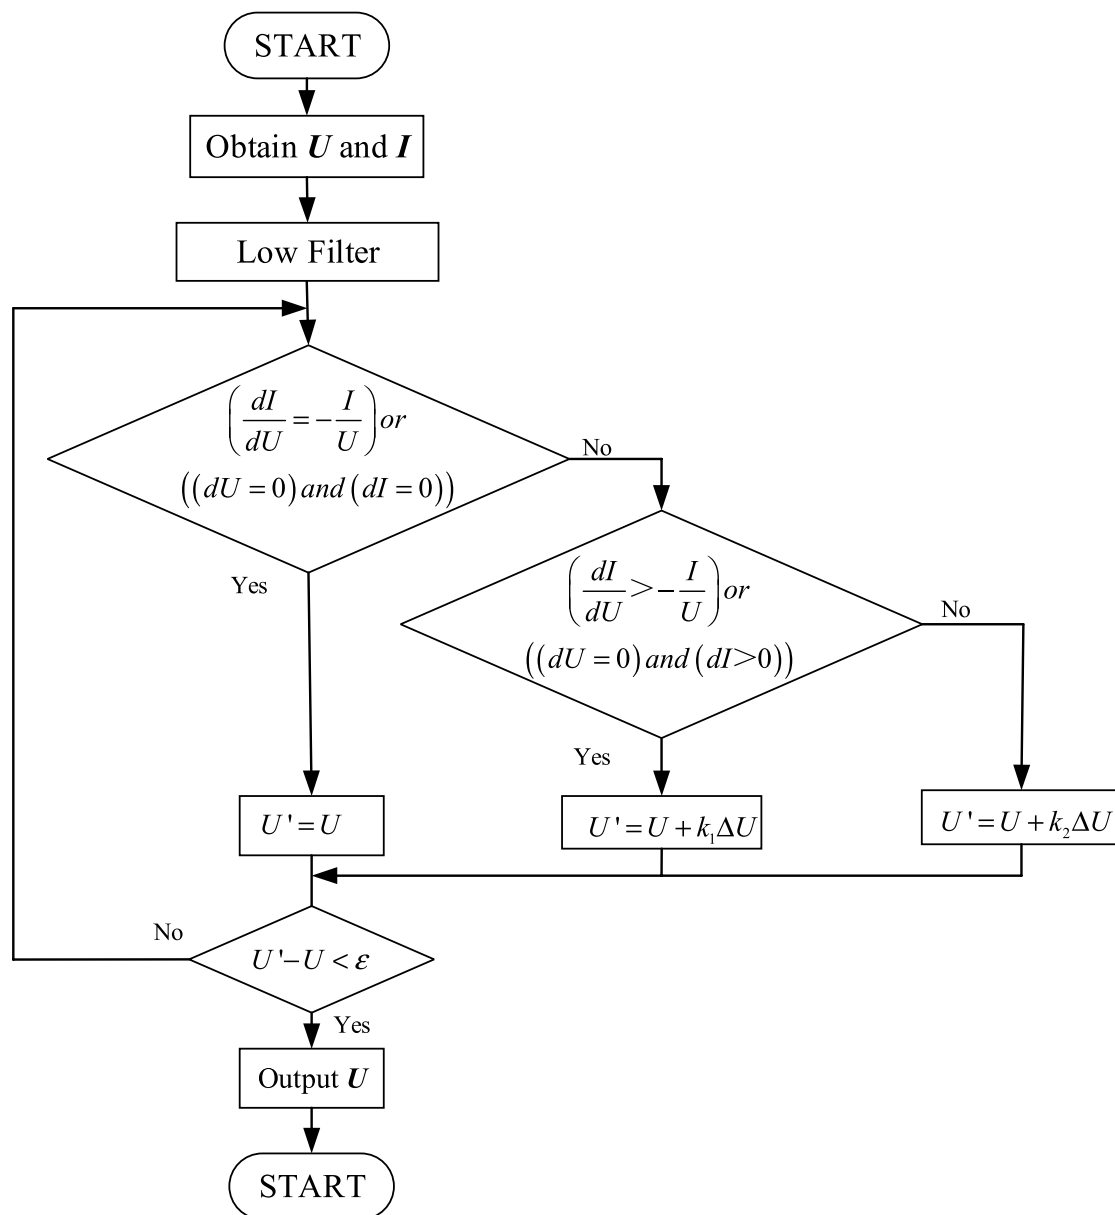 START
Obtain U and I
Low Filter
(dI/dU = -I/U) or
((dU = 0) and (dI = 0))
No
Yes
(dI/dU > -I/U) or
((dU = 0) and (dI > 0))
No
Yes
U' = U
U' = U + k₁ΔU
U' = U + k₂ΔU
No
U' - U < ε
Yes
Output U
START